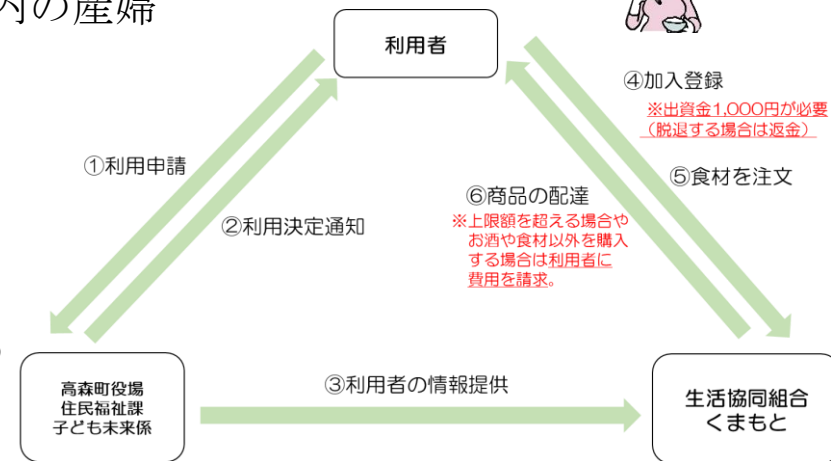 内の産婦
利用者
④加入登録
※出資金1,000円が必要
（脱退する場合は返金）
①利用申請
⑤食材を注文
⑥商品の配達
②利用決定通知
※上限額を超える場合や
お酒や食材以外を購入
する場合は利用者に
費用を請求。
高森町役場
住民福祉課
子ども未来係
③利用者の情報提供
生活協同組合
くまもと